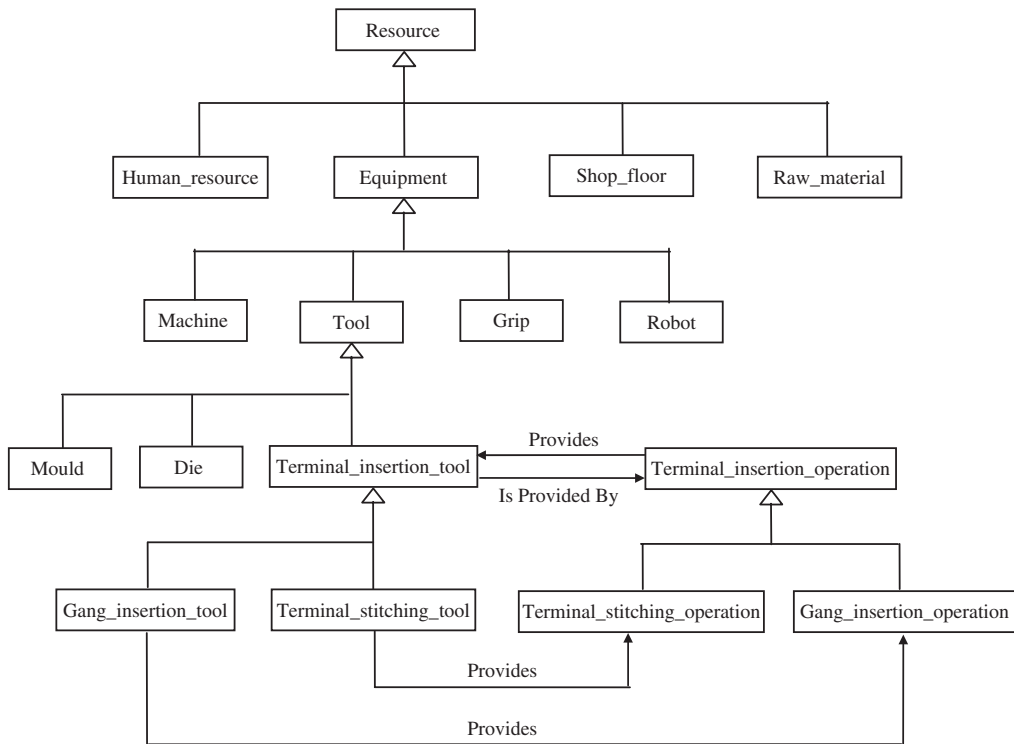 Resource
Human_resource
Equipment
Shop_floor
Raw_material
Machine
Tool
Grip
Robot
Mould
Die
Terminal_insertion_tool
Provides
Is Provided By
Terminal_insertion_operation
Gang_insertion_tool
Terminal_stitching_tool
Terminal_stitching_operation
Gang_insertion_operation
Provides
Provides